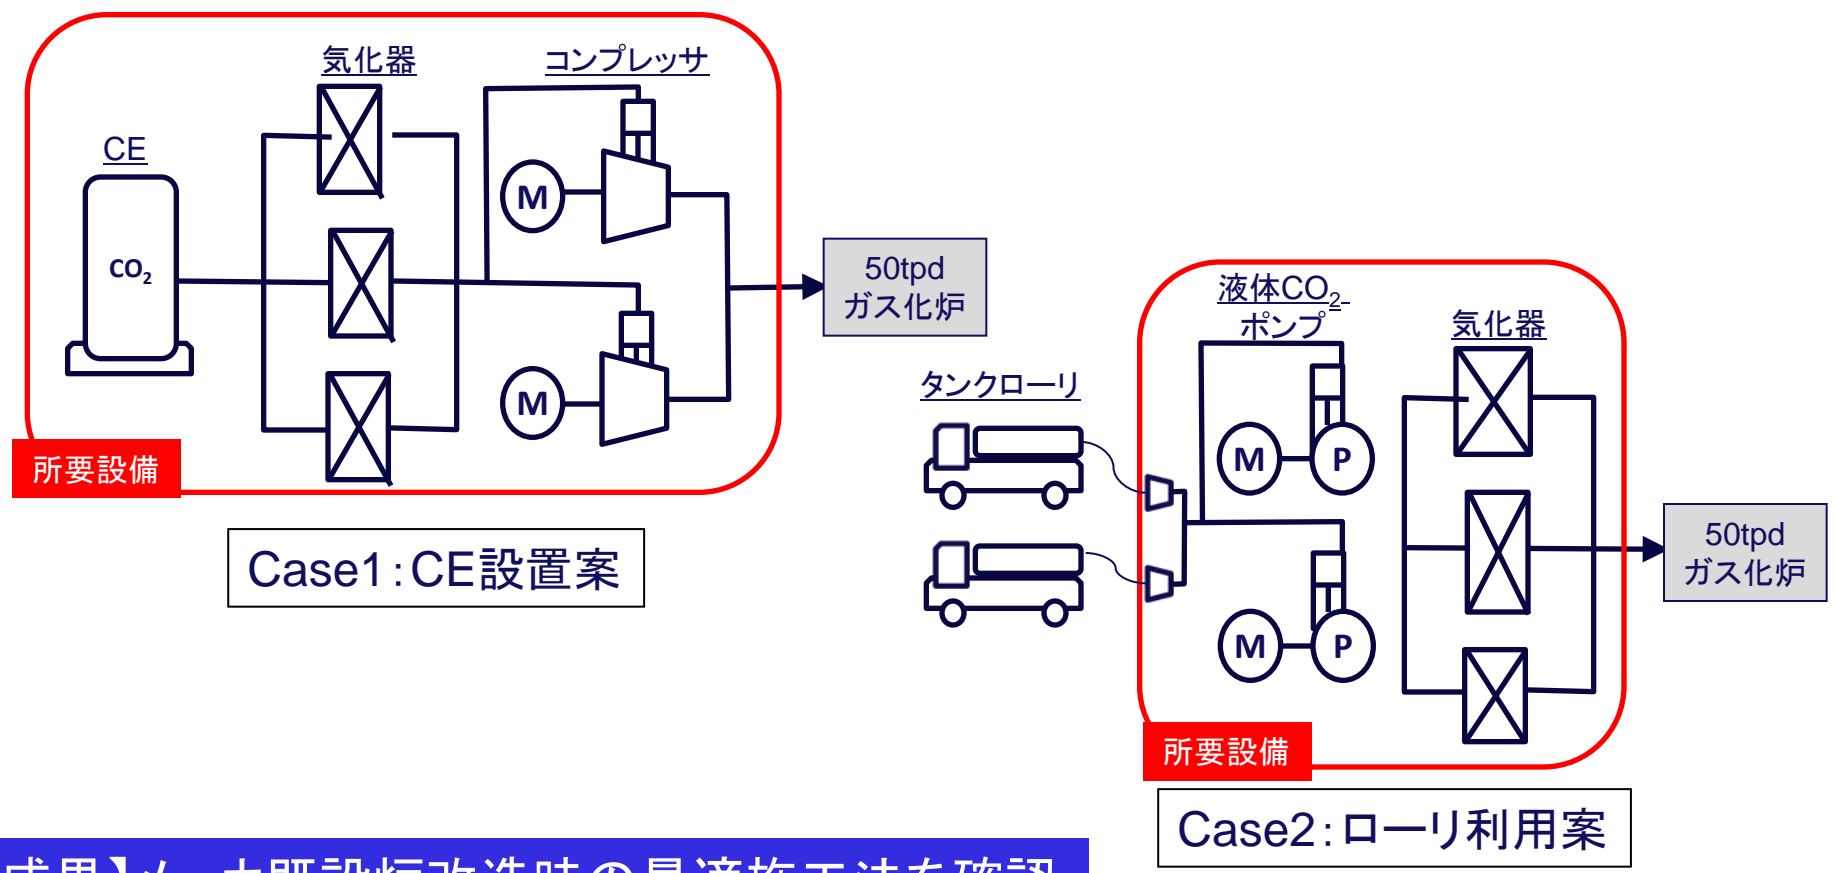 気化器
コンプレッサ
CE
CO2
M
M
50tpd
ガス化炉
所要設備
Case1：CE設置案
液体CO2
ポンプ
気化器
タンクローリ
M
P
M
P
50tpd
ガス化炉
所要設備
Case2：ローリ利用案